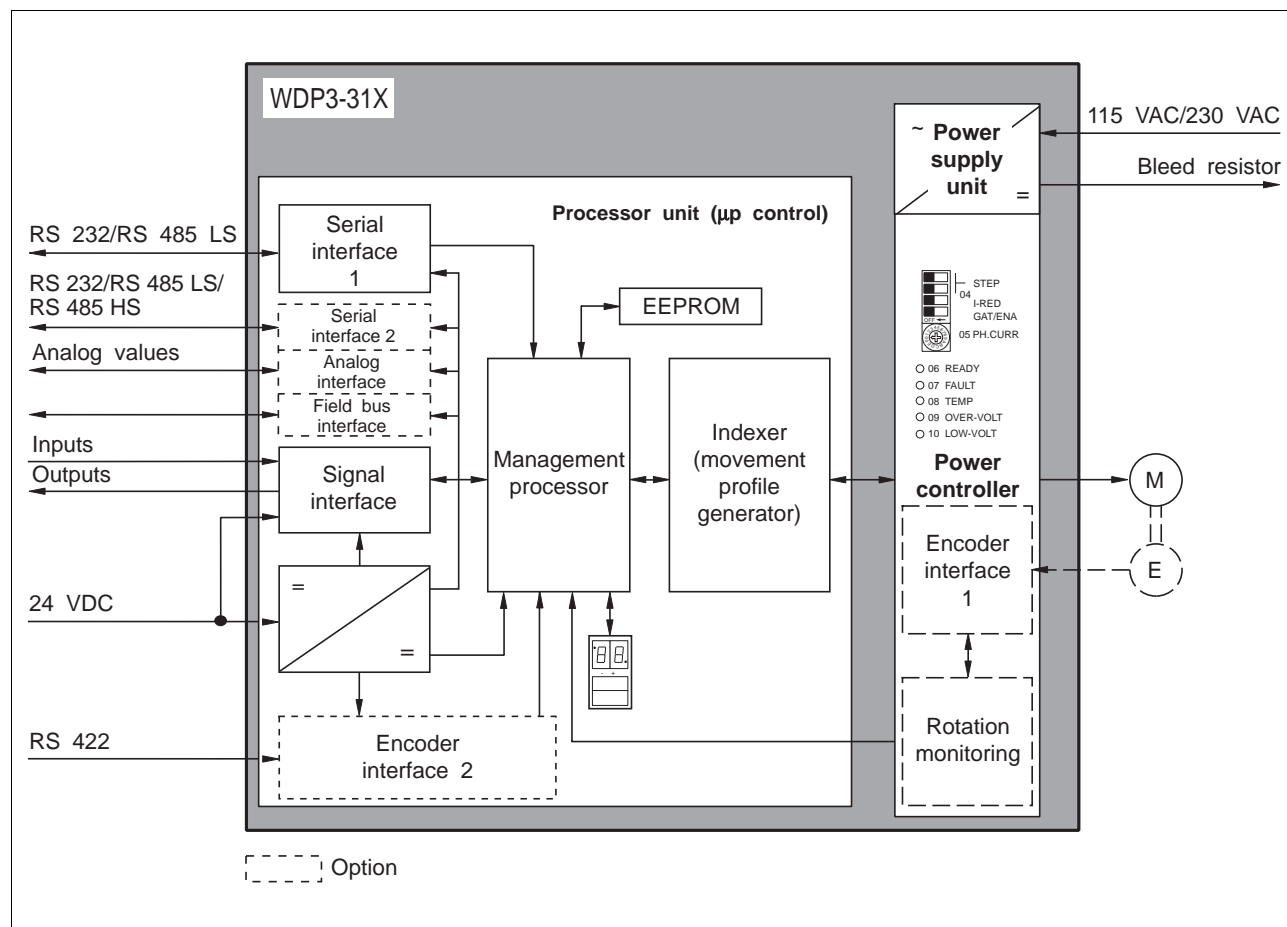 WDP3-31X
~ Power
supply
unit
=
115 VAC/230 VAC
Bleed resistor
Processor unit (µp control)
RS 232/RS 485 LS
Serial
interface
1
RS 232/RS 485 LS/
RS 485 HS
Serial
interface 2
Analog values
Analog
interface
Field bus
interface
Inputs
Outputs
Signal
interface
24 VDC
=
=
RS 422
Encoder
interface 2
EEPROM
Management
processor
8 8.
- +
Indexer
(movement
profile
generator)
STEP
04
I-RED
GAT/ENA
OFF
05 PH.CURR
06 READY
07 FAULT
08 TEMP
09 OVER-VOLT
10 LOW-VOLT
Power
controller
Encoder
interface
1
Rotation
monitoring
M
E
Option